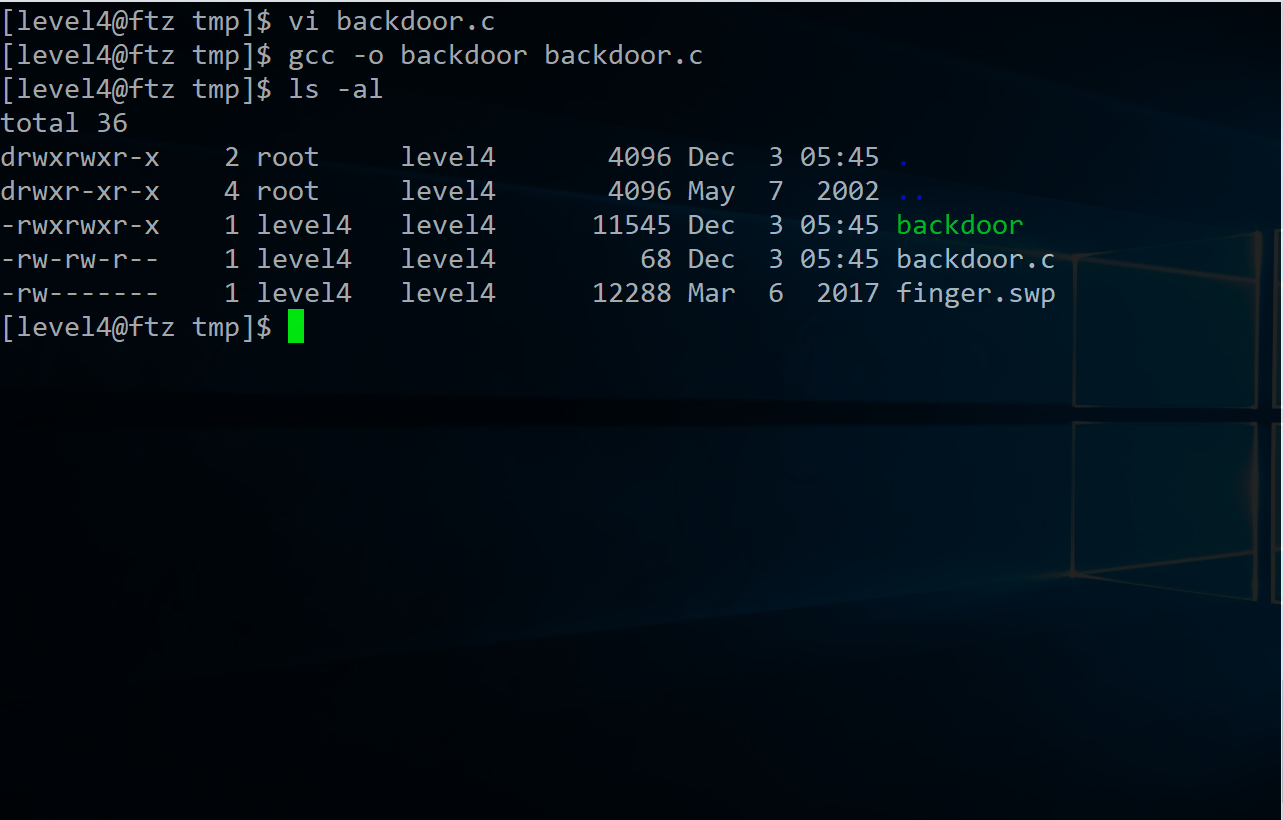 [level4@ftz tmp]$ vi backdoor.c
[level4@ftz tmp]$ gcc -o backdoor backdoor.c
[level4@ftz tmp]$ ls -al
total 36
drwxrwxr-x    2 root     level4       4096 Dec  3 05:45 .
drwxr-xr-x    4 root     level4       4096 May  7  2002 ..
-rwxrwxr-x    1 level4   level4      11545 Dec  3 05:45 backdoor
-rw-rw-r--    1 level4   level4         68 Dec  3 05:45 backdoor.c
-rw-------    1 level4   level4      12288 Mar  6  2017 finger.swp
[level4@ftz tmp]$